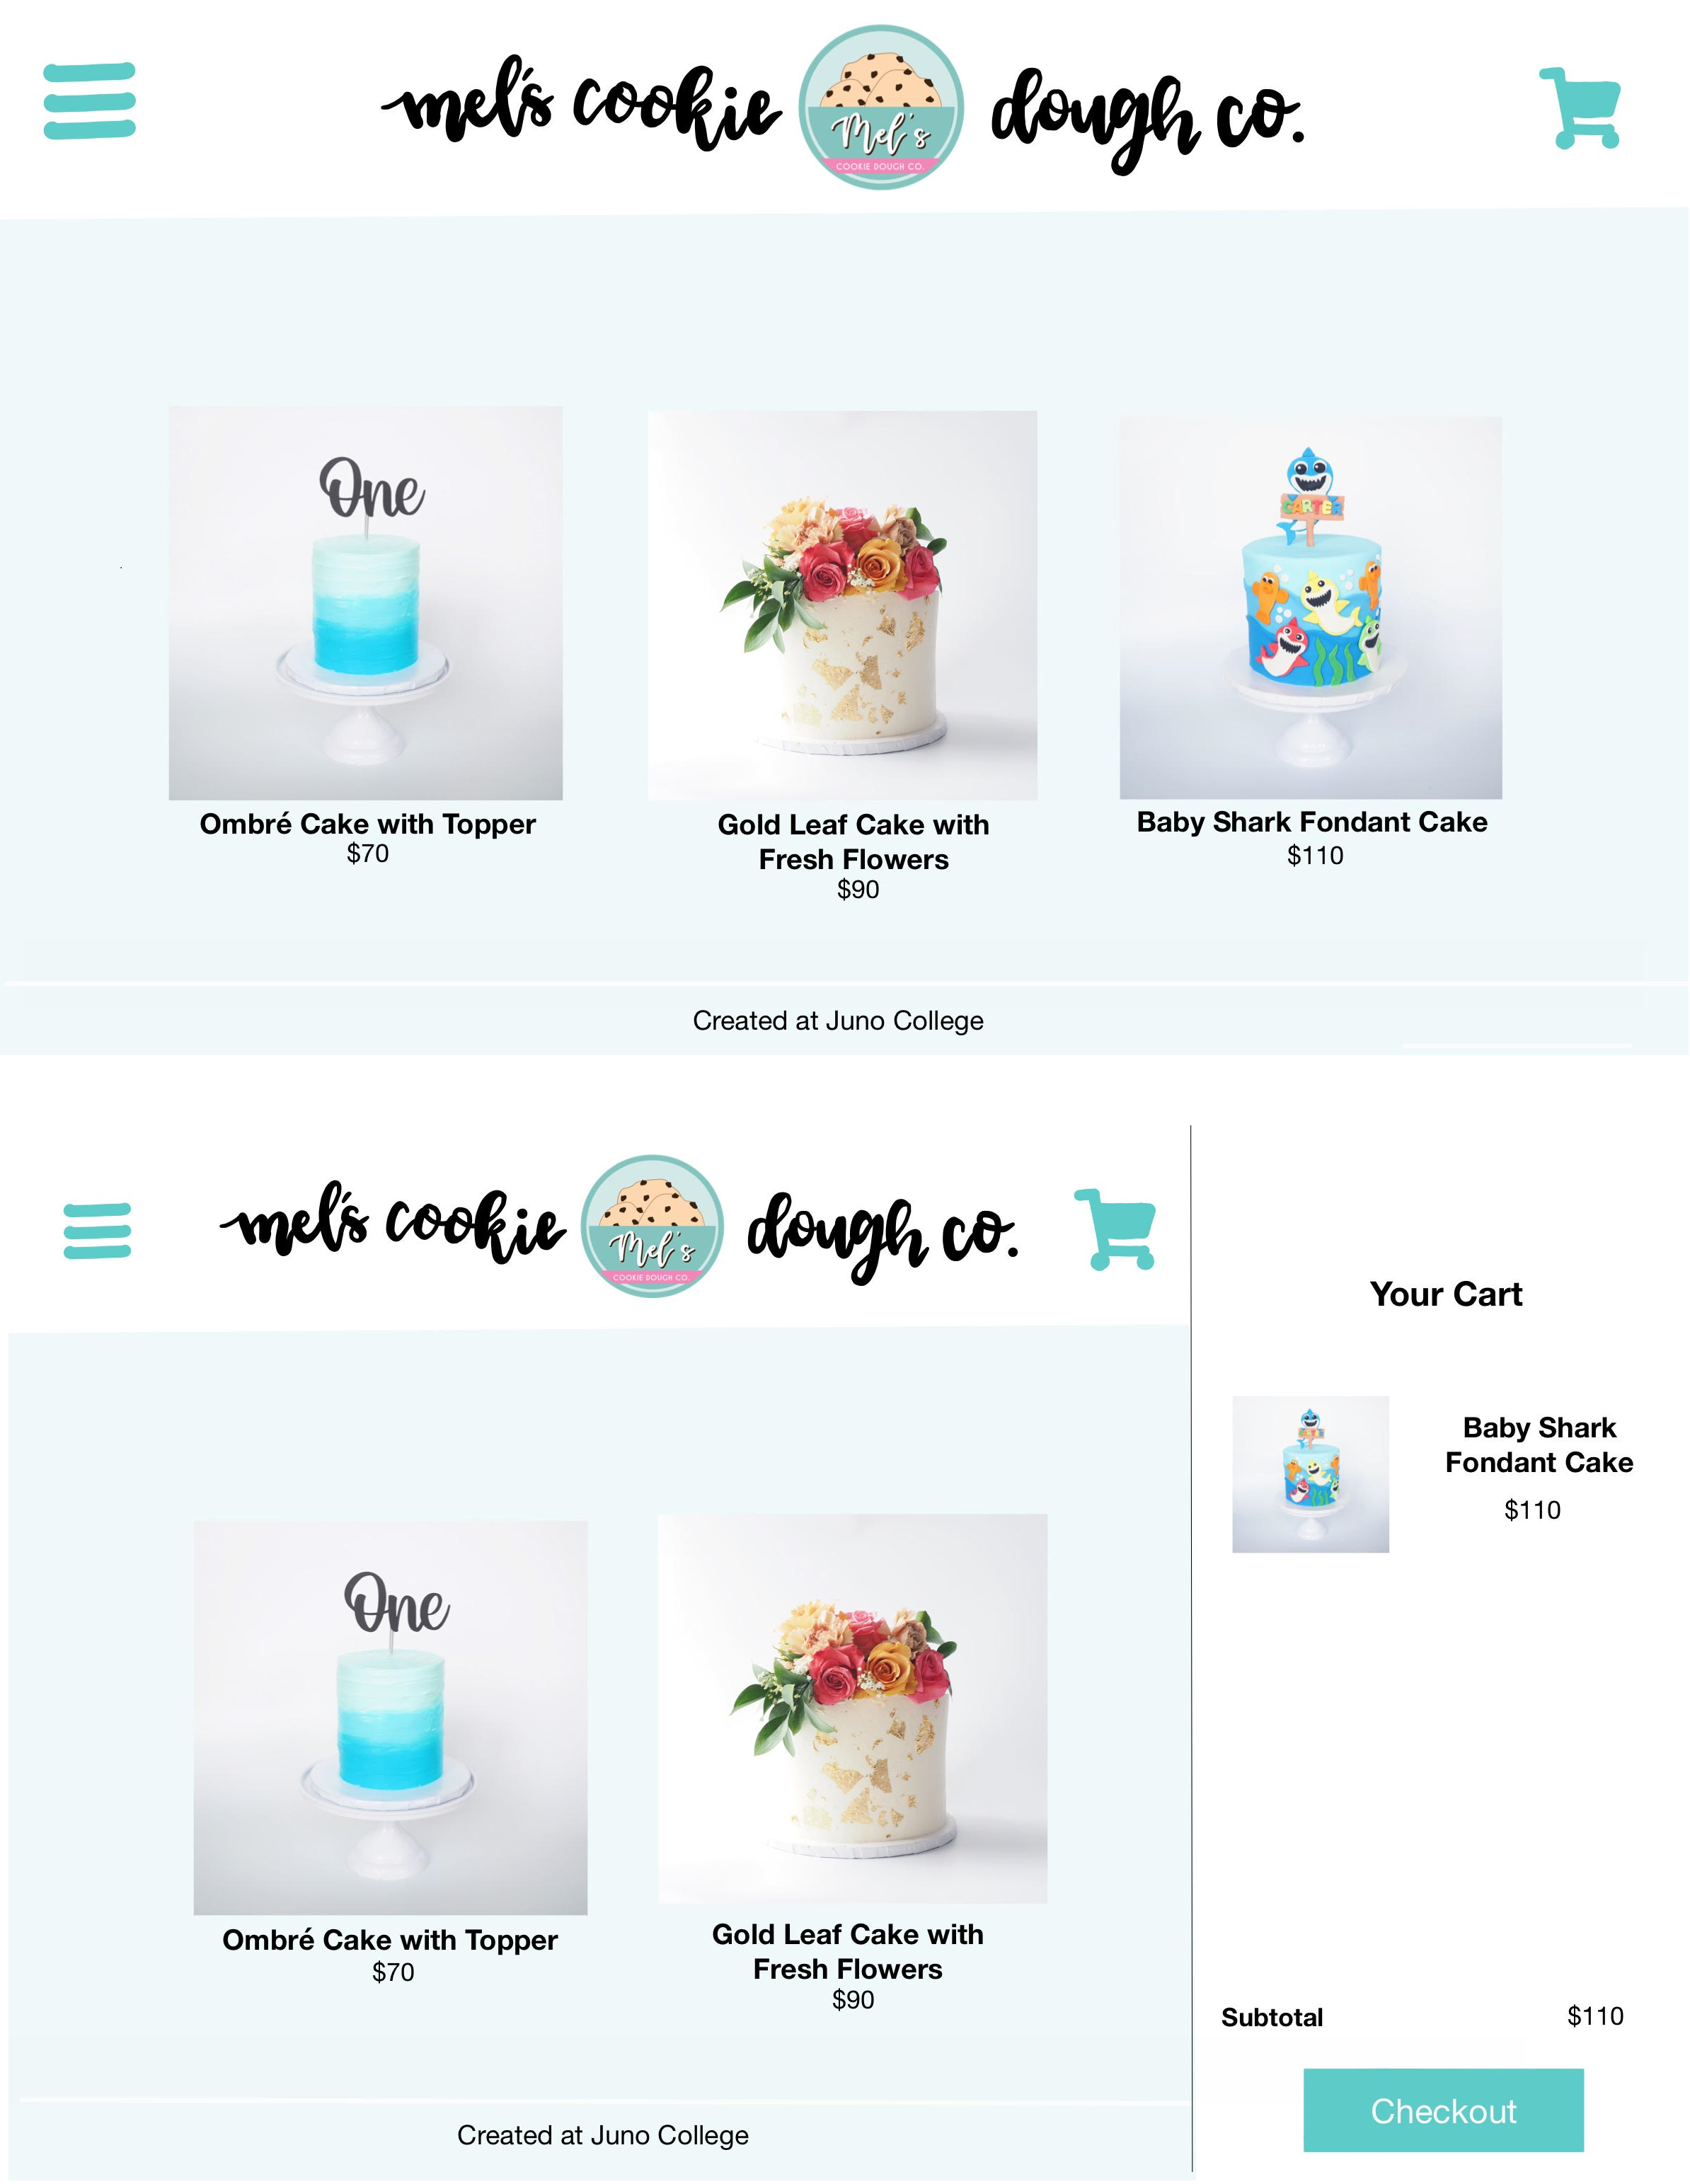 mel's cookie dough co.
Mel's
COOKIE DOUGH CO.
One
CARTER
Ombré Cake with Topper
$70
Gold Leaf Cake with
Fresh Flowers
$90
Baby Shark Fondant Cake
$110
Created at Juno College
mel's cookie dough co.
Mel's
COOKIE DOUGH CO.
Your Cart
Baby Shark
Fondant Cake
$110
One
Ombré Cake with Topper
$70
Gold Leaf Cake with
Fresh Flowers
$90
Subtotal $110
Checkout
Created at Juno College